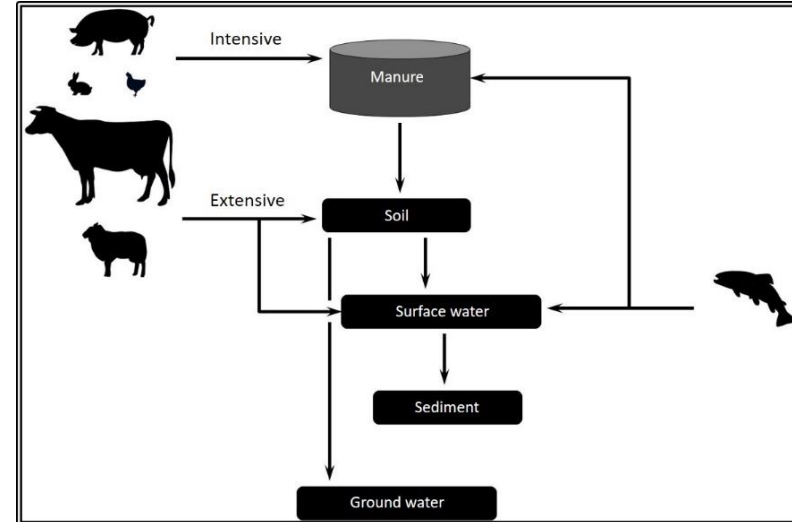 Intensive
Manure
Extensive
Soil
Surface water
Sediment
Ground water